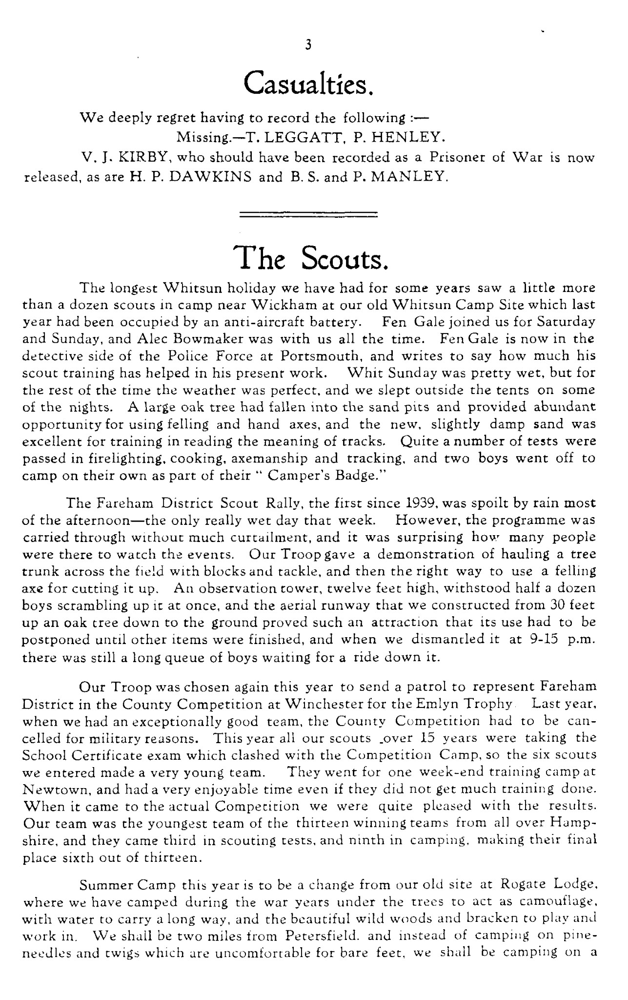 3
Casualties.
We deeply regret having to record the following :—
Missing.—T. LEGGATT, P. HENLEY.
V. J. KIRBY, who should have been recorded as a Prisoner of War is now
released, as are H. P. DAWKINS and B. S. and P. MANLEY.
The Scouts.
The longest Whitsun holiday we have had for some years saw a little more
than a dozen scouts in camp near Wickham at our old Whitsun Camp Site which last
year had been occupied by an anti-aircraft battery. Fen Gale joined us for Saturday
and Sunday, and Alec Bowmaker was with us all the time. Fen Gale is now in the
detective side of the Police Force at Portsmouth, and writes to say how much his
scout training has helped in his present work. Whit Sunday was pretty wet, but for
the rest of the time the weather was perfect, and we slept outside the tents on some
of the nights. A large oak tree had fallen into the sand pits and provided abundant
opportunity for using felling and hand axes, and the new, slightly damp sand was
excellent for training in reading the meaning of tracks. Quite a number of tests were
passed in firelighting, cooking, axemanship and tracking, and two boys went off to
camp on their own as part of their " Camper's Badge."
The Fareham District Scout Rally, the first since 1939, was spoilt by rain most
of the afternoon—the only really wet day that week. However, the programme was
carried through without much curtailment, and it was surprising how many people
were there to watch the events. Our Troop gave a demonstration of hauling a tree
trunk across the field with blocks and tackle, and then the right way to use a felling
axe for cutting it up. An observation tower, twelve feet high, withstood half a dozen
boys scrambling up it at once, and the aerial runway that we constructed from 30 feet
up an oak tree down to the ground proved such an attraction that its use had to be
postponed until other items were finished, and when we dismantled it at 9-15 p.m.
there was still a long queue of boys waiting for a ride down it.
Our Troop was chosen again this year to send a patrol to represent Fareham
District in the County Competition at Winchester for the Emlyn Trophy. Last year,
when we had an exceptionally good team, the County Competition had to be can-
celled for military reasons. This year all our scouts over 15 years were taking the
School Certificate exam which clashed with the Competition Camp, so the six scouts
we entered made a very young team. They went for one week-end training camp at
Newtown, and had a very enjoyable time even if they did not get much training done.
When it came to the actual Competition we were quite pleased with the results.
Our team was the youngest team of the thirteen winning teams from all over Hamp-
shire, and they came third in scouting tests, and ninth in camping, making their final
place sixth out of thirteen.
Summer Camp this year is to be a change from our old site at Rogate Lodge,
where we have camped during the war years under the trees to act as camouflage,
with water to carry a long way, and the beautiful wild woods and bracken to play and
work in. We shall be two miles from Petersfield. and instead of camping on pine-
needles and twigs which are uncomfortable for bare feet, we shall be camping on a